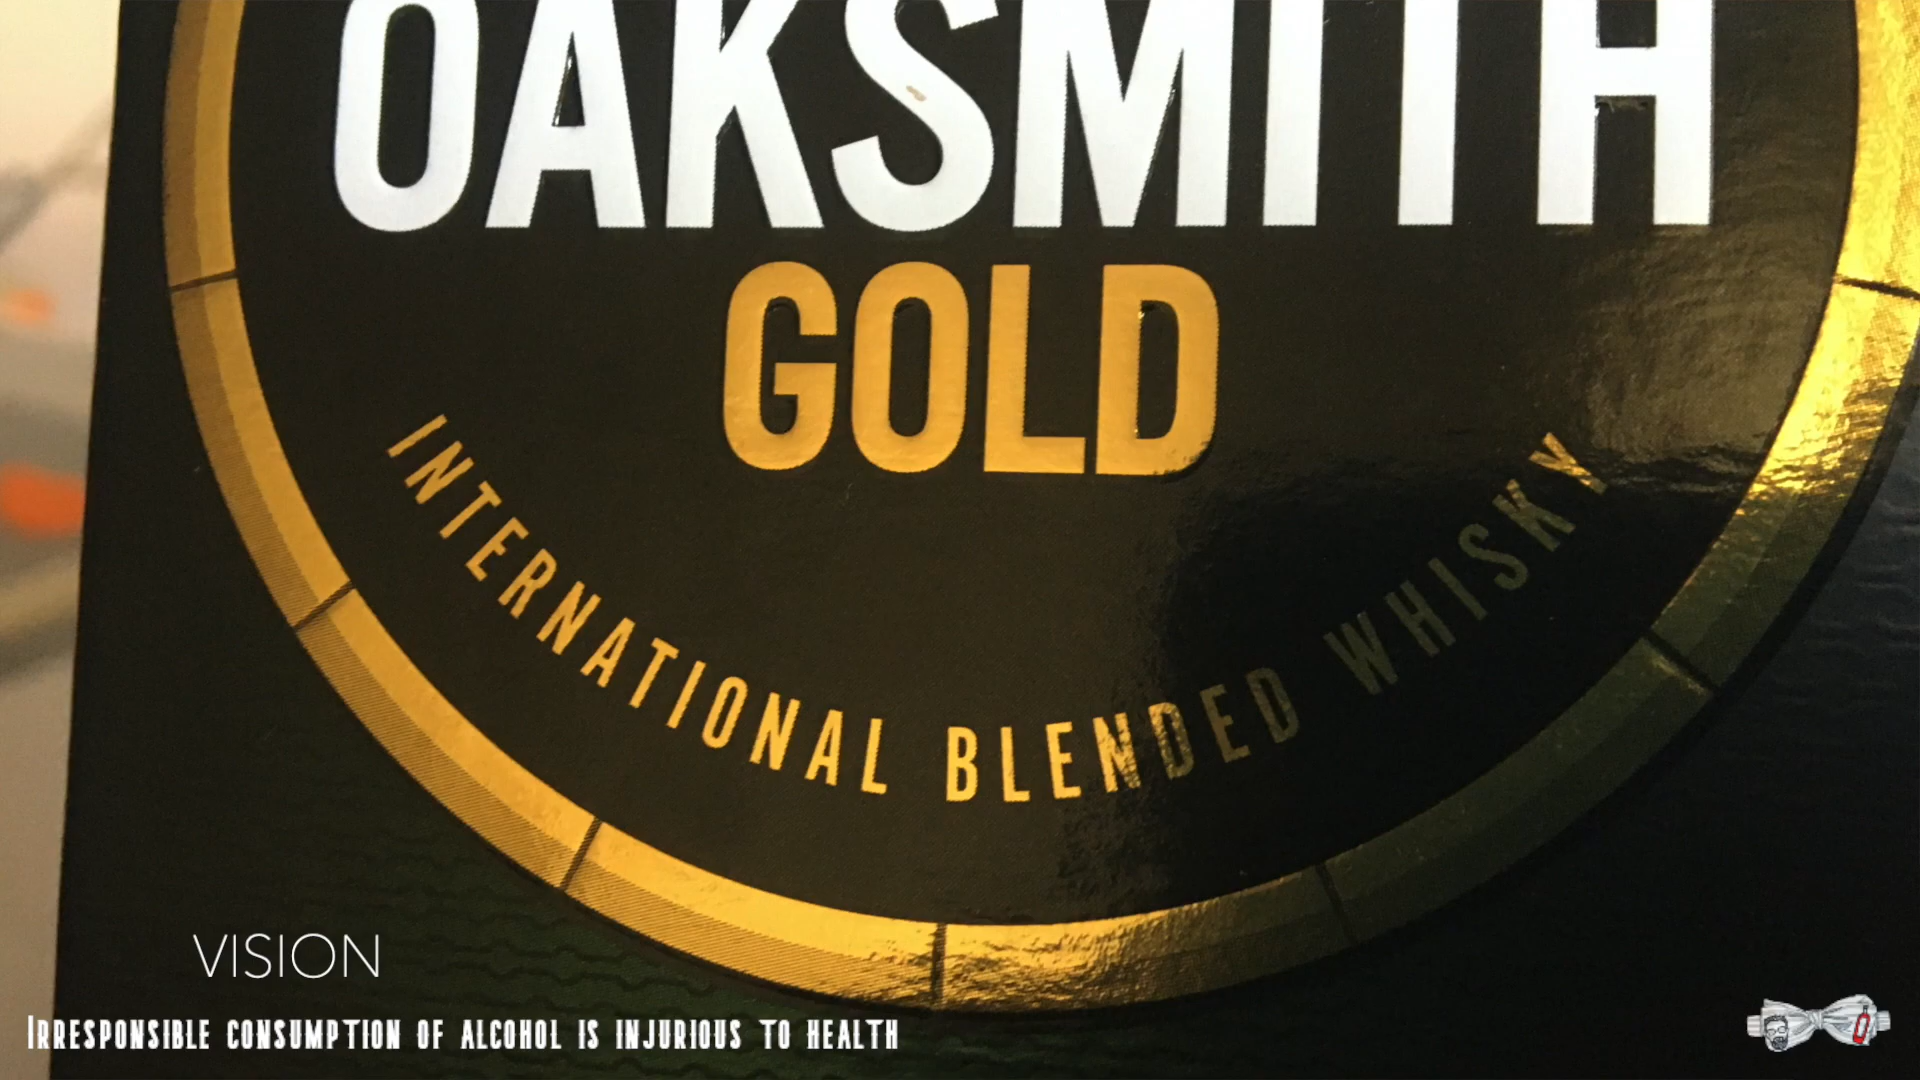 OAKSMITH
GOLD
INTERNATIONAL BLENDED WHISKY
VISION
Irresponsible consumption of alcohol is injurious to health